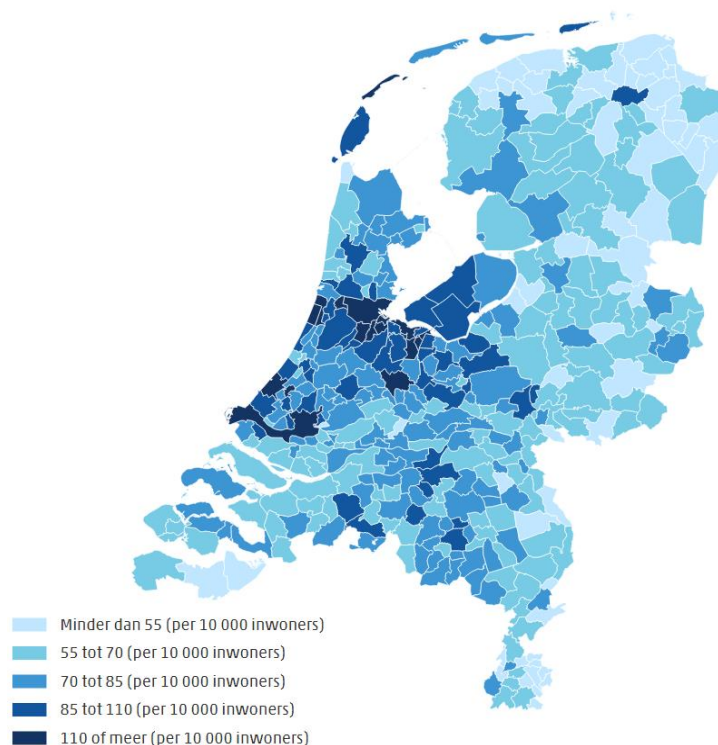 Minder dan 55 (per 10 000 inwoners)
55 tot 70 (per 10 000 inwoners)
70 tot 85 (per 10 000 inwoners)
85 tot 110 (per 10 000 inwoners)
110 of meer (per 10 000 inwoners)